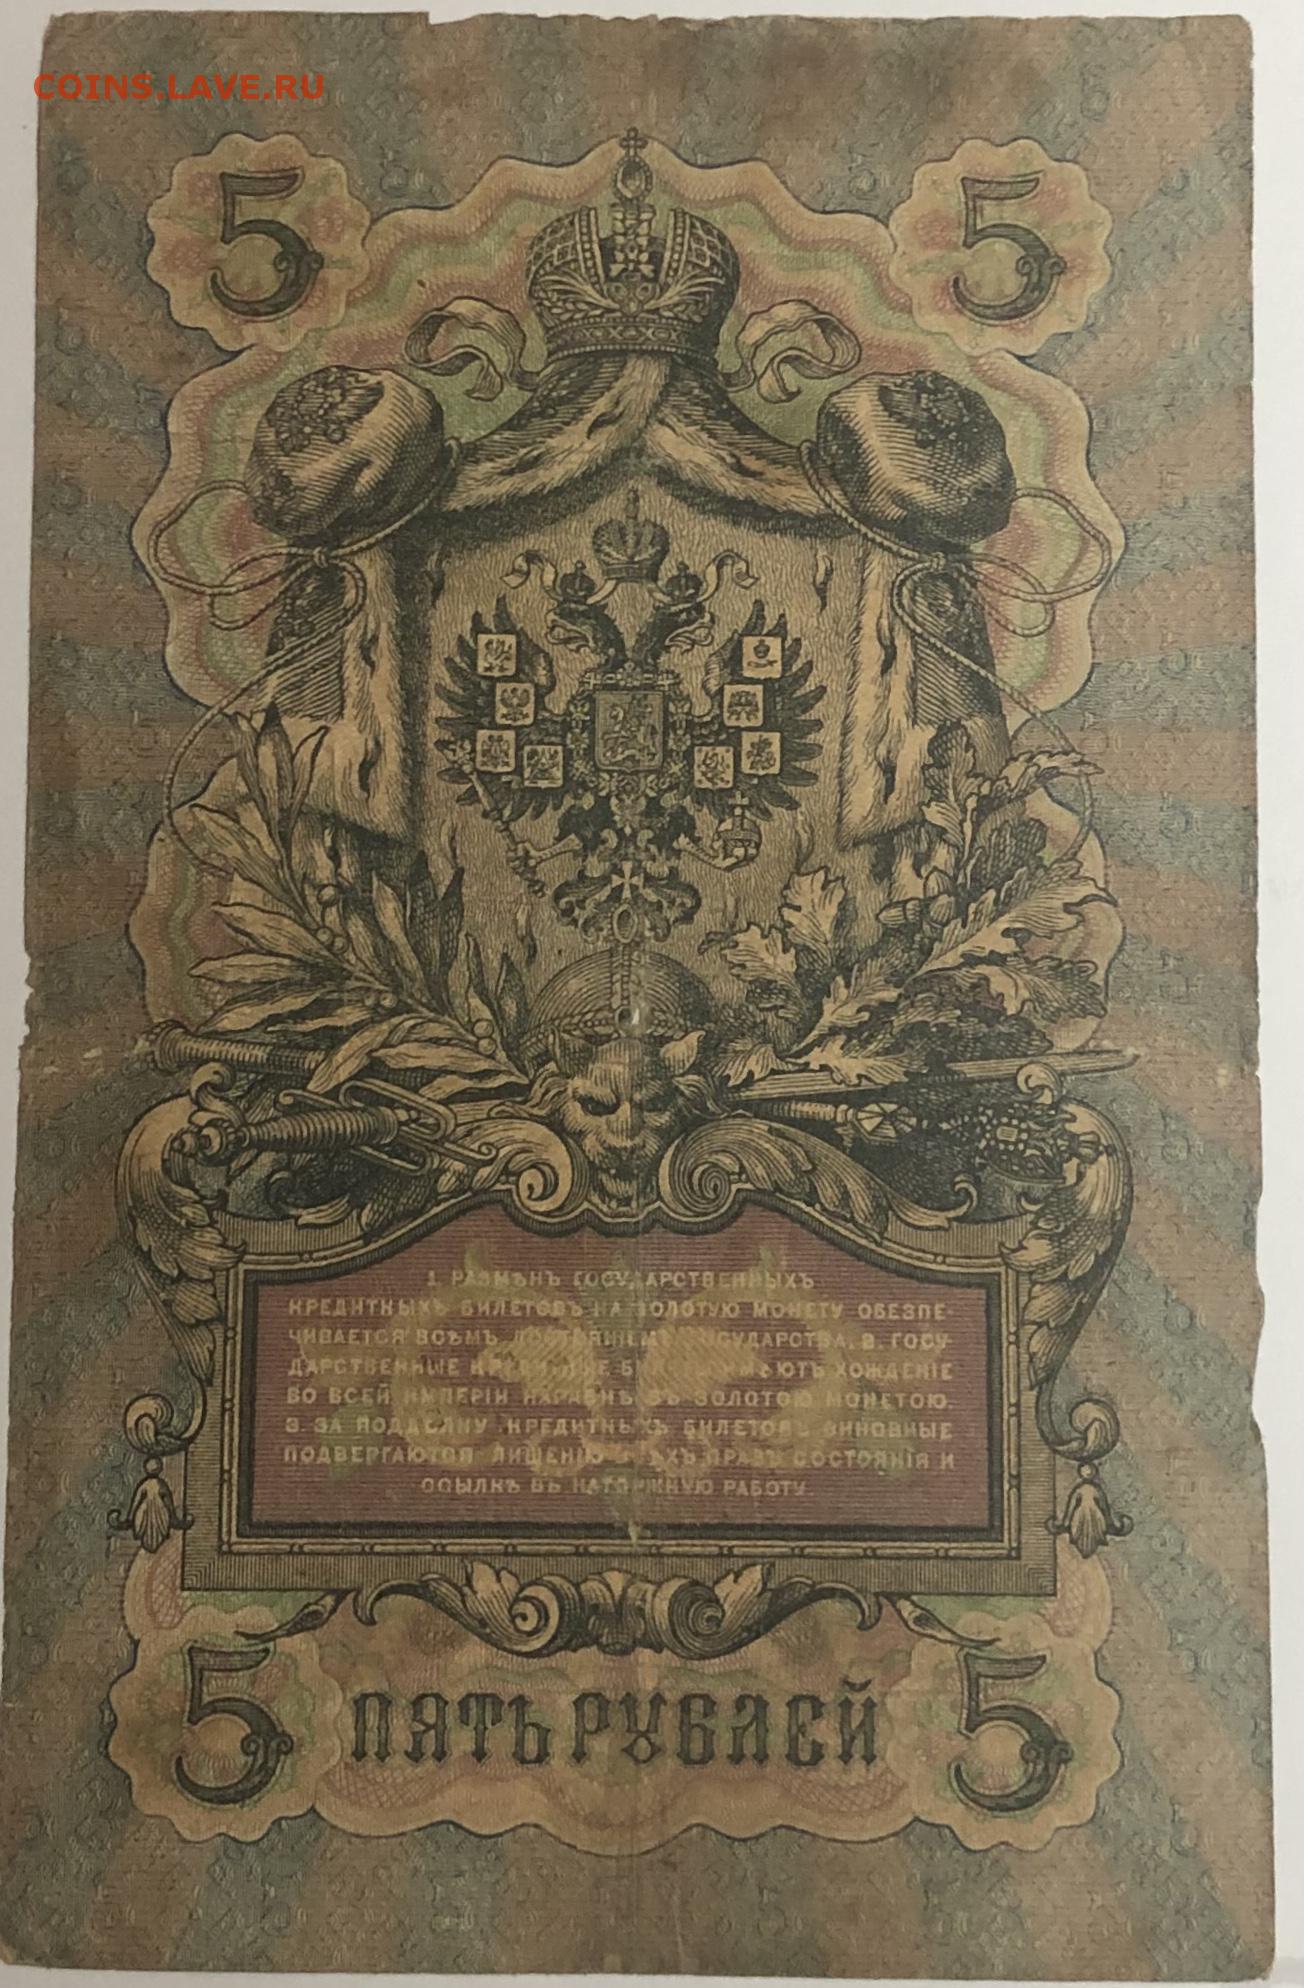 COINS.LAVE.RU
5 5
1. РАЗМѢНЪ ГОСУДАРСТВЕННЫХЪ
КРЕДИТНЫХЪ БИЛЕТОВЪ НА ЗОЛОТУЮ МОНЕТУ ОБЕЗПЕ-
ЧИВАЕТСЯ ВСѢМЪ ДОСТОЯНІЕМЪ ГОСУДАРСТВА. 2. ГОСУ-
ДАРСТВЕННЫЕ КРЕДИТНЫЕ БИЛЕТЫ ИМѢЮТЪ ХОЖДЕНІЕ
ВО ВСЕЙ ИМПЕРІИ НАРАВНѢ СЪ ЗОЛОТОЮ МОНЕТОЮ.
3. ЗА ПОДДѢЛКУ КРЕДИТНЫХЪ БИЛЕТОВЪ ВИНОВНЫЕ
ПОДВЕРГАЮТСЯ ЛИШЕНІЮ ВСѢХЪ ПРАВЪ СОСТОЯНІЯ И
ССЫЛКѢ ВЪ КАТОРЖНУЮ РАБОТУ.
5 ПЯТЬ РУБЛЕЙ 5